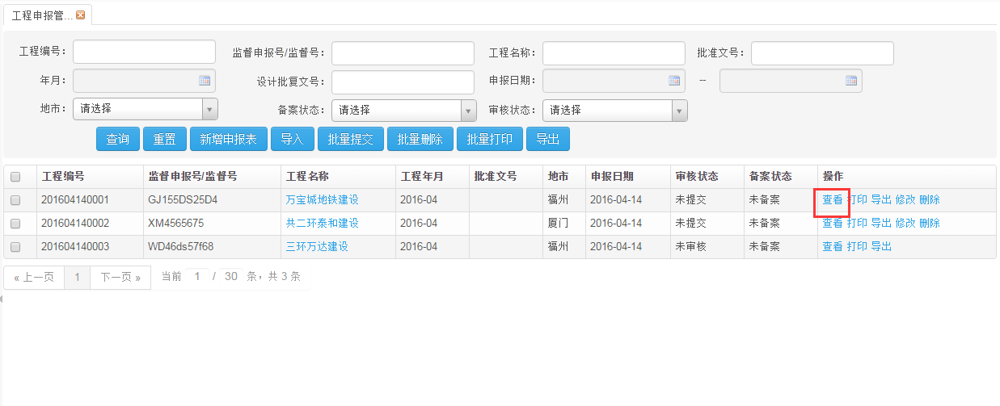 工程申报管...
工程编号： 监督申报号/监督号： 工程名称： 批准文号：
年月： 设计批复文号： 申报日期： --
地市： 请选择 备案状态： 请选择 审核状态： 请选择
查询 重置 新增申报表 导入 批量提交 批量删除 批量打印 导出
工程编号 监督申报号/监督号 工程名称 工程年月 批准文号 地市 申报日期 审核状态 备案状态 操作
201604140001 GJ155DS25D4 万宝城地铁建设 2016-04 福州 2016-04-14 未提交 未备案 查看 打印 导出 修改 删除
201604140002 XM4565675 共二环泰和建设 2016-04 厦门 2016-04-14 未提交 未备案 查看 打印 导出 修改 删除
201604140003 WD46ds57f68 三环万达建设 2016-04 福州 2016-04-14 未审核 未备案 查看 打印 导出
« 上一页 1 下一页 » 当前 1 / 30 条，共 3 条